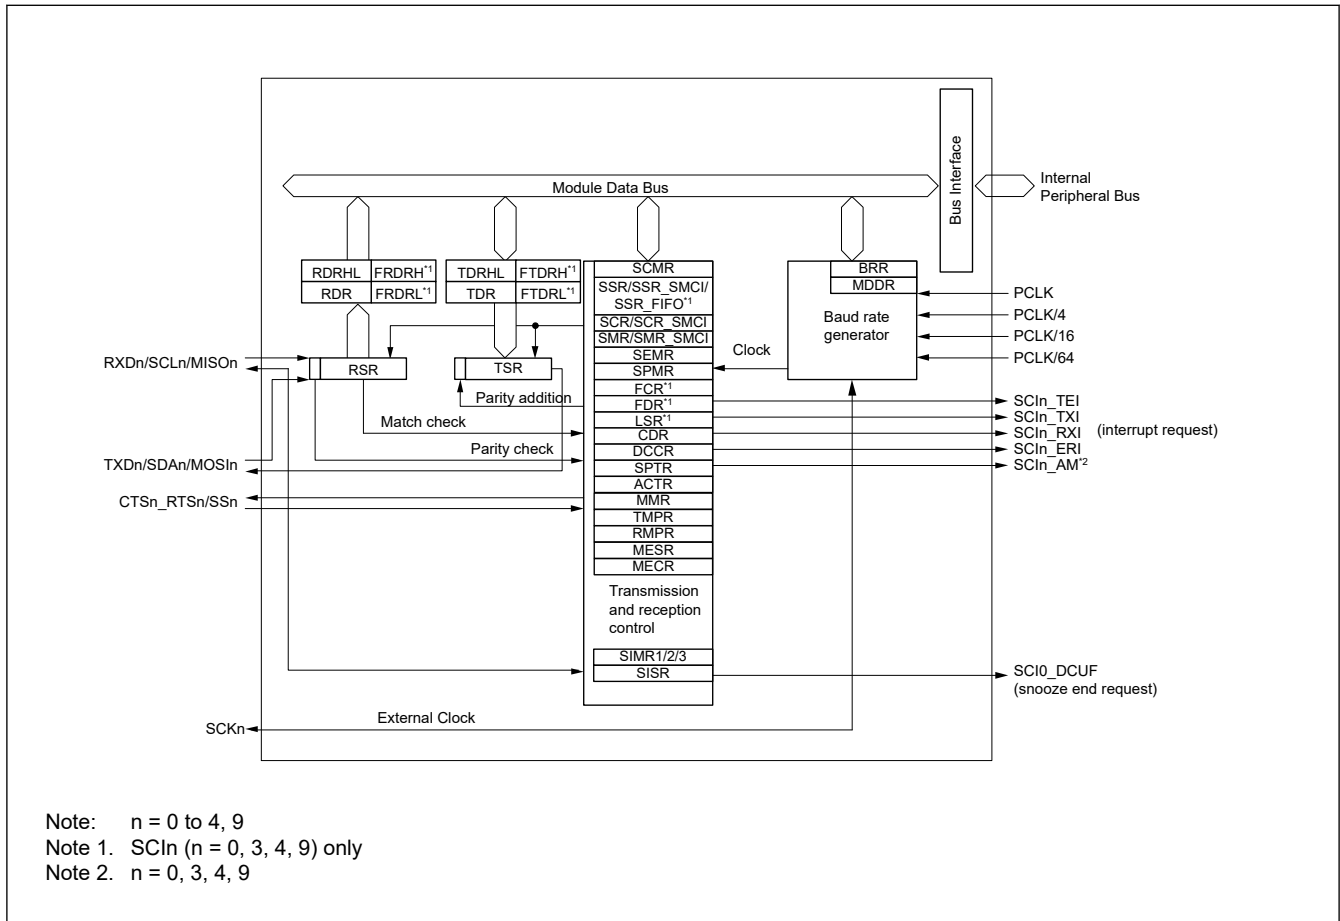 Module Data Bus
Bus Interface
Internal
Peripheral Bus
RDRHL FRDRH*1
RDR FRDRL*1
TDRHL FTDRH*1
TDR FTDRL*1
SCMR
SSR/SSR_SMCI/
SSR_FIFO*1
SCR/SCR_SMCI
SMR/SMR_SMCI
SEMR
SPMR
FCR*1
FDR*1
LSR*1
CDR
DCCR
SPTR
ACTR
MMR
TMPR
RMPR
MESR
MECR
Transmission
and reception
control
SIMR1/2/3
SISR
BRR
MDDR
Baud rate
generator
Clock
PCLK
PCLK/4
PCLK/16
PCLK/64
RXDn/SCLn/MISOn
RSR
TSR
Parity addition
Match check
Parity check
TXDn/SDAn/MOSIn
CTSn_RTSn/SSn
SCIn_TEI
SCIn_TXI
SCIn_RXI (interrupt request)
SCIn_ERI
SCIn_AM*2
SCI0_DCUF
(snooze end request)
External Clock
SCKn
Note: n = 0 to 4, 9
Note 1. SCIn (n = 0, 3, 4, 9) only
Note 2. n = 0, 3, 4, 9